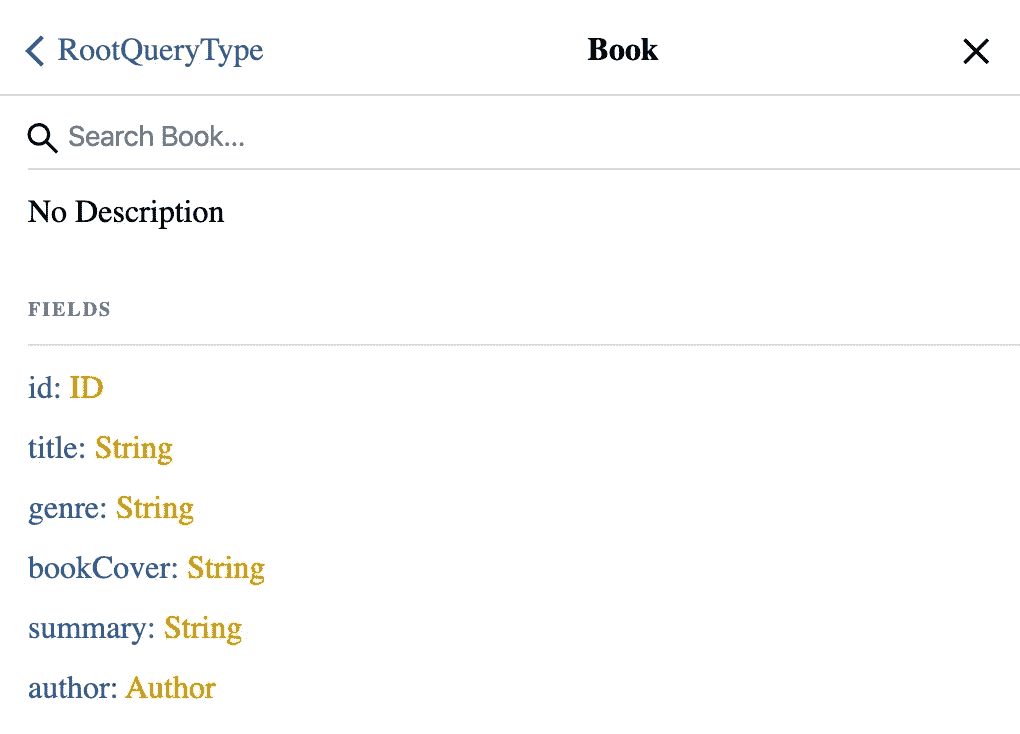 RootQueryType Book
Search Book...
No Description
FIELDS
id: ID
title: String
genre: String
bookCover: String
summary: String
author: Author